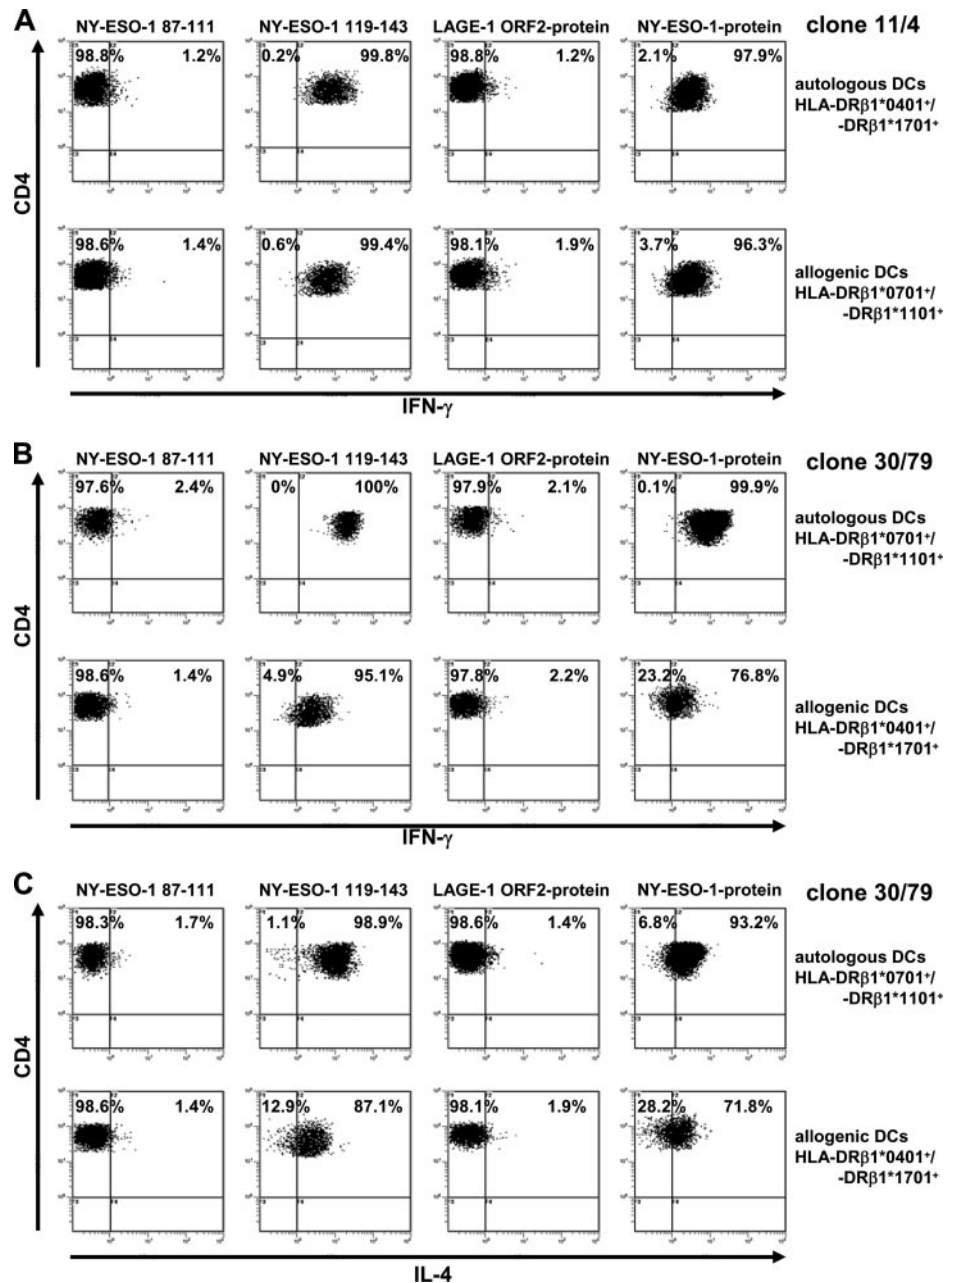 A
NY-ESO-1 87-111 NY-ESO-1 119-143 LAGE-1 ORF2-protein NY-ESO-1-protein clone 11/4
98.8% 1.2% 0.2% 99.8% 98.8% 1.2% 2.1% 97.9%
autologous DCs
HLA-DRβ1*0401⁺/
-DRβ1*1701⁺
98.6% 1.4% 0.6% 99.4% 98.1% 1.9% 3.7% 96.3%
allogenic DCs
HLA-DRβ1*0701⁺/
-DRβ1*1101⁺
CD4
IFN-γ
B
NY-ESO-1 87-111 NY-ESO-1 119-143 LAGE-1 ORF2-protein NY-ESO-1-protein clone 30/79
97.6% 2.4% 0% 100% 97.9% 2.1% 0.1% 99.9%
autologous DCs
HLA-DRβ1*0701⁺/
-DRβ1*1101⁺
98.6% 1.4% 4.9% 95.1% 97.8% 2.2% 23.2% 76.8%
allogenic DCs
HLA-DRβ1*0401⁺/
-DRβ1*1701⁺
CD4
IFN-γ
C
NY-ESO-1 87-111 NY-ESO-1 119-143 LAGE-1 ORF2-protein NY-ESO-1-protein clone 30/79
98.3% 1.7% 1.1% 98.9% 98.6% 1.4% 6.8% 93.2%
autologous DCs
HLA-DRβ1*0701⁺/
-DRβ1*1101⁺
98.6% 1.4% 12.9% 87.1% 98.1% 1.9% 28.2% 71.8%
allogenic DCs
HLA-DRβ1*0401⁺/
-DRβ1*1701⁺
CD4
IL-4